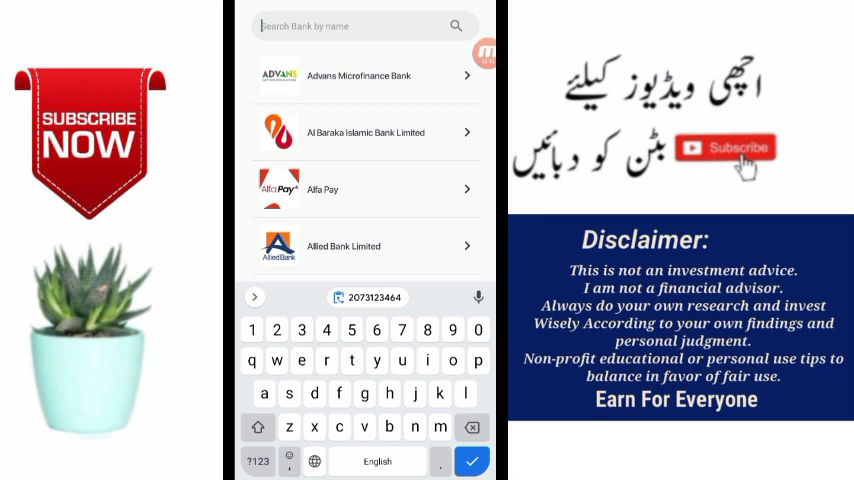 SUBSCRIBE
NOW
Search Bank by name
ADVANS
Advans Microfinance Bank
Al Baraka Islamic Bank Limited
Alfa Pay
Alfa Pay
AlliedBank
Allied Bank Limited
2073123464
1 2 3 4 5 6 7 8 9 0
q w e r t y u i o p
a s d f g h j k l
z x c v b n m
?123 , English .
اچھی ویڈیوز کیلئے
بٹن کو دبائیں
Subscribe
Disclaimer:
This is not an investment advice.
I am not a financial advisor.
Always do your own research and invest
Wisely According to your own findings and
personal judgment.
Non-profit educational or personal use tips to
balance in favor of fair use.
Earn For Everyone